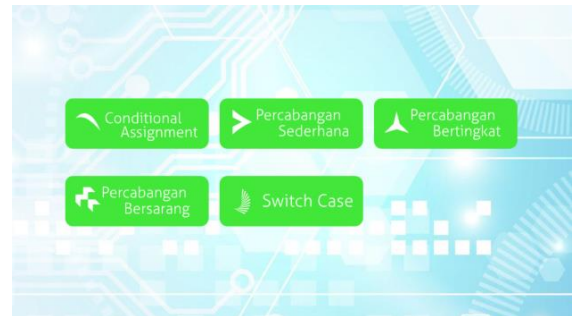 Conditional
Assignment
Percabangan
Sederhana
Percabangan
Bertingkat
Percabangan
Bersarang
Switch Case